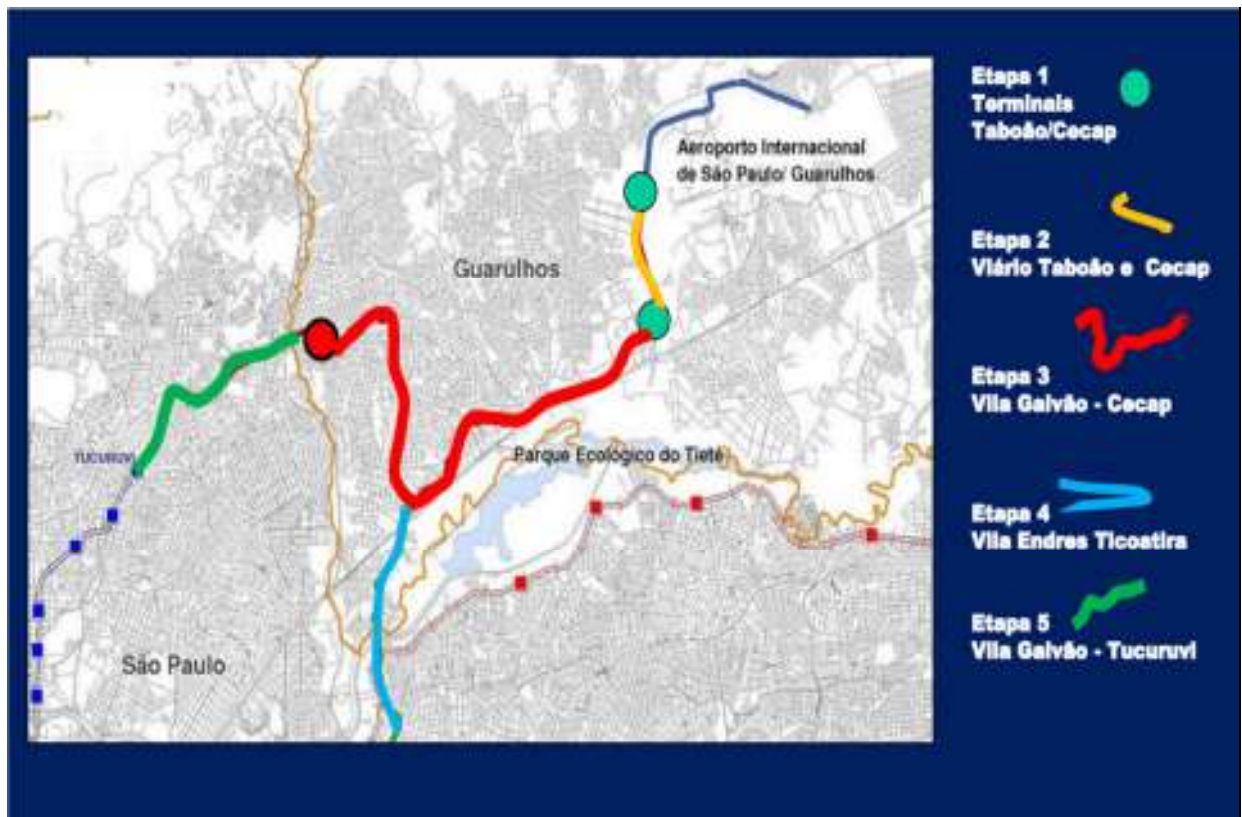 Aeroporto Internacional
de São Paulo/ Guarulhos
Guarulhos
TUCURUVI
Parque Ecológico do Tietê
São Paulo
Etapa 1
Terminais
Taboão/Cecap
Etapa 2
Viário Taboão e Cecap
Etapa 3
Vila Galvão - Cecap
Etapa 4
Vila Endres Ticoatira
Etapa 5
Vila Galvão - Tucuruvi